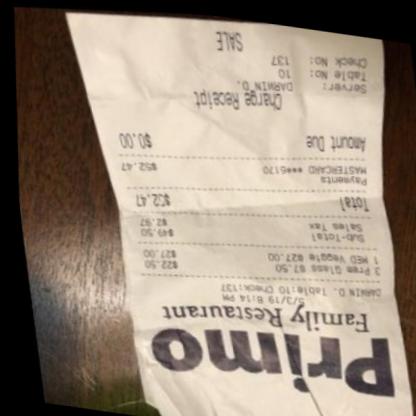 Primo
Family Restaurant
5/3/19 8:14 PM
DARWIN D. Table:10 Check:137
3 Prem Glass @7.50 $22.50
1 MED Veggie @27.00 $27.00
Sub-Total $49.50
Sales Tax $2.97
Total $52.47
Payments
MASTERCARD ***6170 $52.47
Amount Due $0.00
Charge Receipt
Server: DARWIN D.
Table No: 10
Check No: 137
SALE